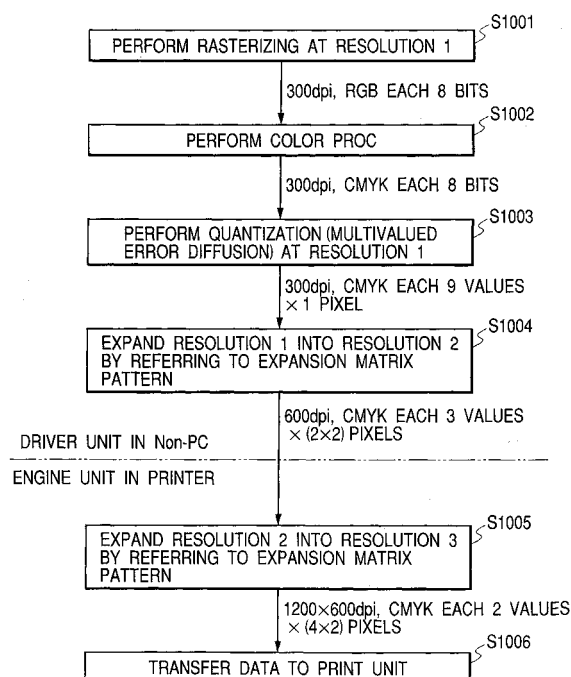 S1001
PERFORM RASTERIZING AT RESOLUTION 1
300dpi, RGB EACH 8 BITS
S1002
PERFORM COLOR PROC
300dpi, CMYK EACH 8 BITS
S1003
PERFORM QUANTIZATION (MULTIVALUED
ERROR DIFFUSION) AT RESOLUTION 1
300dpi, CMYK EACH 9 VALUES
× 1 PIXEL
S1004
EXPAND RESOLUTION 1 INTO RESOLUTION 2
BY REFERRING TO EXPANSION MATRIX
PATTERN
600dpi, CMYK EACH 3 VALUES
× (2×2) PIXELS
DRIVER UNIT IN Non-PC
ENGINE UNIT IN PRINTER
S1005
EXPAND RESOLUTION 2 INTO RESOLUTION 3
BY REFERRING TO EXPANSION MATRIX
PATTERN
1200×600dpi, CMYK EACH 2 VALUES
× (4×2) PIXELS
S1006
TRANSFER DATA TO PRINT UNIT